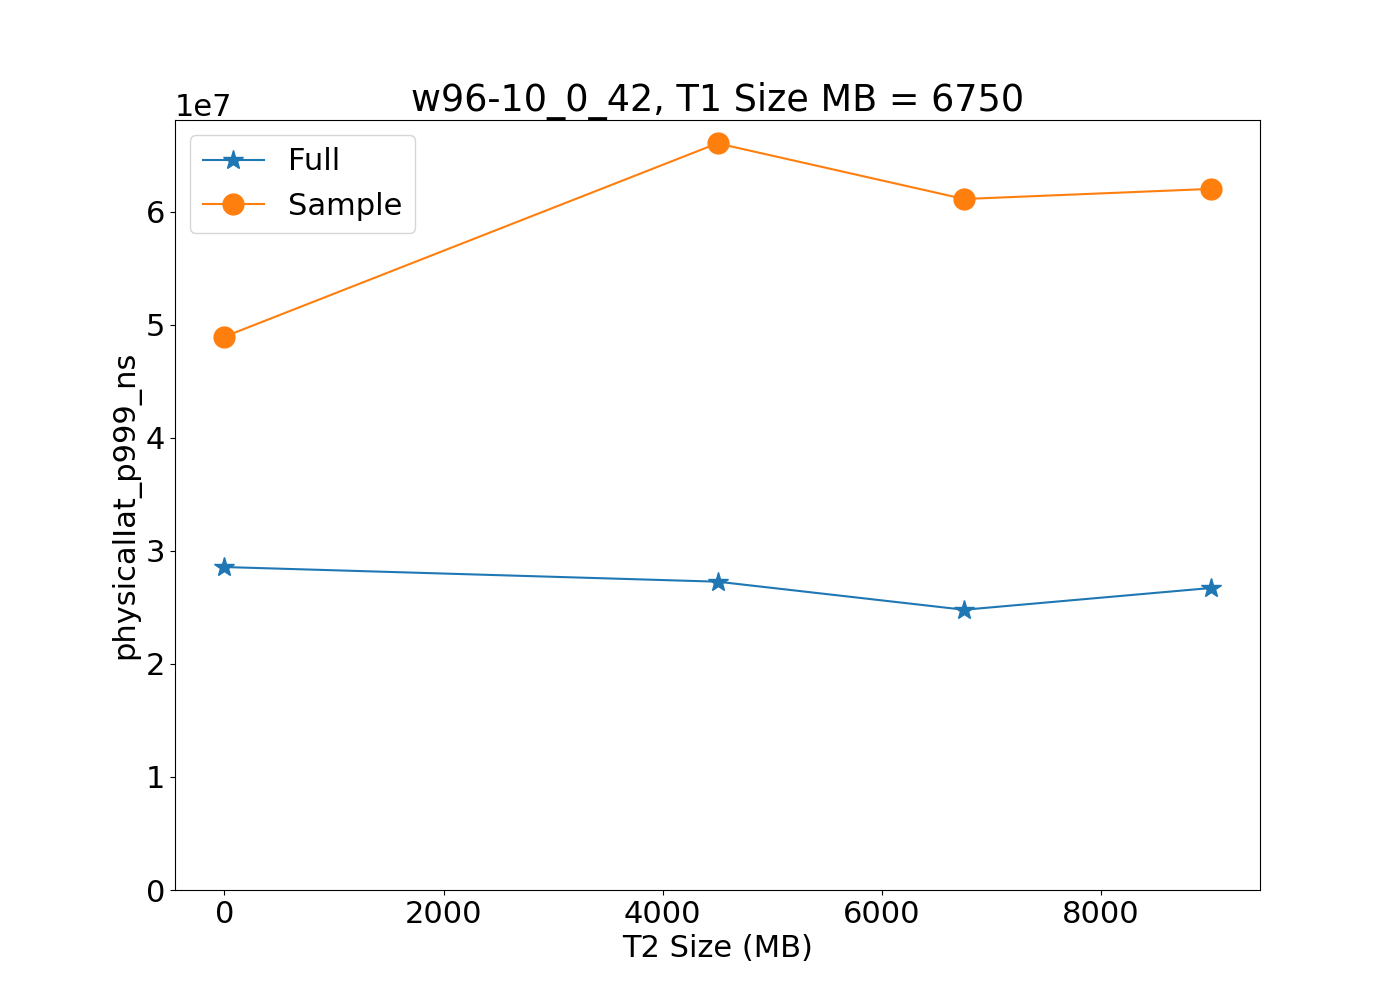 w96-10_0_42, T1 Size MB = 6750
1e7
Full
Sample
6
5
4
3
2
1
0
physicallat_p999_ns
0 2000 4000 6000 8000
T2 Size (MB)